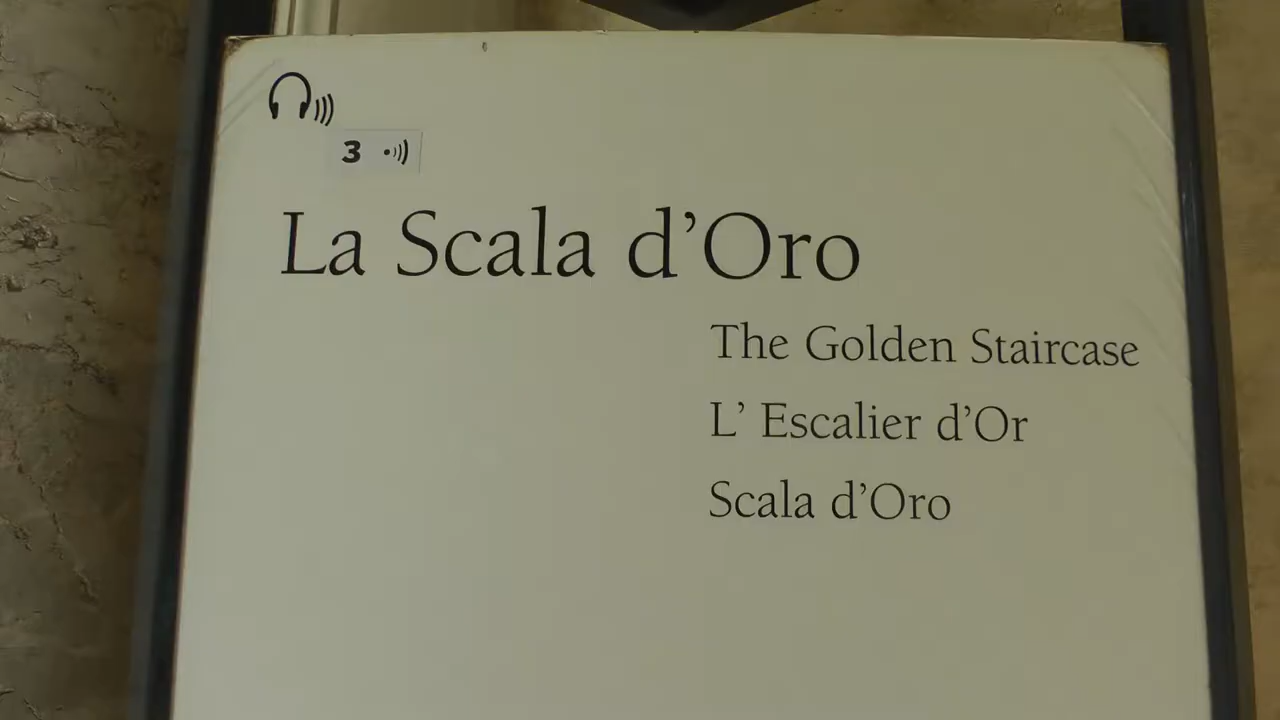 3
La Scala d’Oro
The Golden Staircase
L’ Escalier d’Or
Scala d’Oro